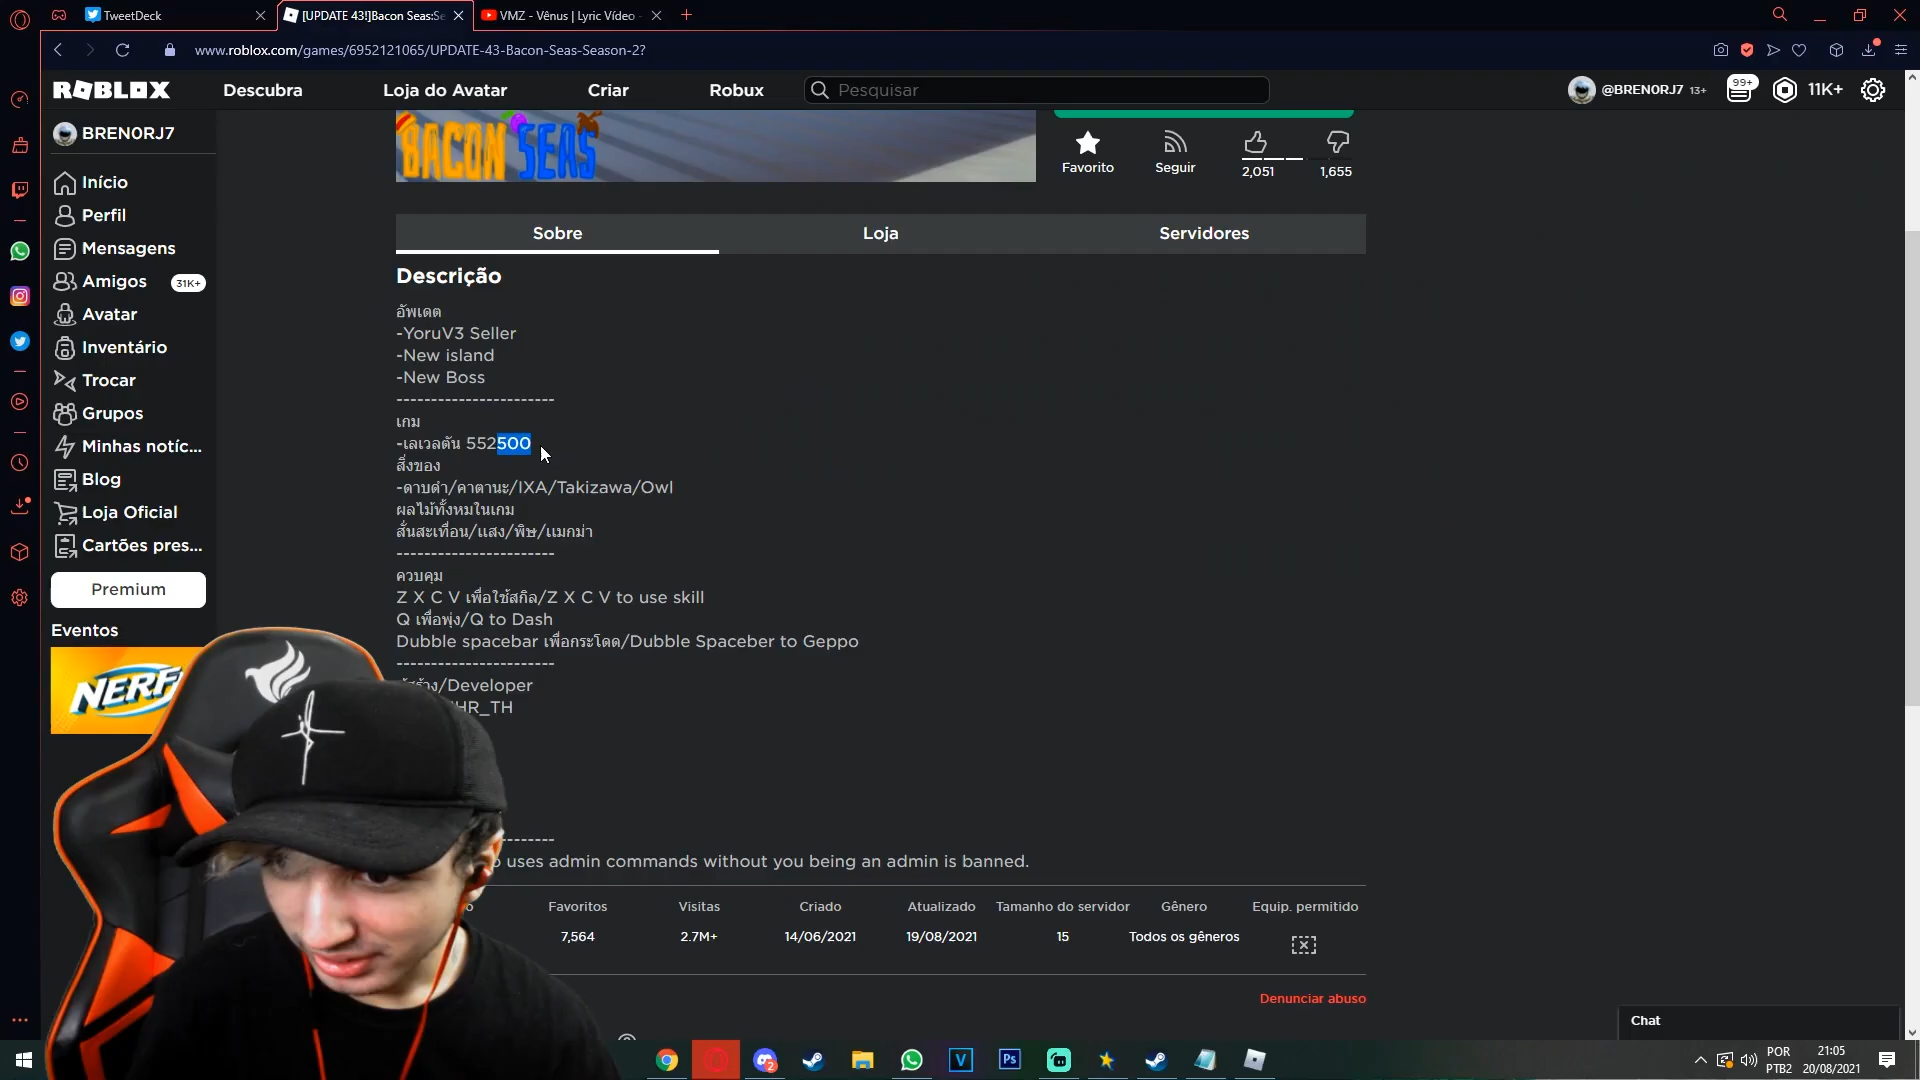 TweetDeck
[UPDATE 43!]Bacon Seas:Se
VMZ - Vênus | Lyric Vídeo
www.roblox.com/games/6952121065/UPDATE-43-Bacon-Seas-Season-2?
ROBLOX
Descubra
Loja do Avatar
Criar
Robux
Pesquisar
@BREN0RJ7 13+
99+
11K+
BREN0RJ7
Início
Perfil
Mensagens
Amigos
31K+
Avatar
Inventário
Trocar
Grupos
Minhas notíc...
Blog
Loja Oficial
Cartões pres...
Premium
Eventos
NERF
BACON SEAS
Favorito
Seguir
2,051
1,655
Sobre
Loja
Servidores
Descrição
อัพเดต
-YoruV3 Seller
-New island
-New Boss
-----------------------
เกม
-เลเวลตัน 552500
สิ่งของ
-ดาบดำ/คาตานะ/IXA/Takizawa/Owl
ผลไม้ทั้งหมในเกม
สั่นสะเทื่อน/แสง/พิษ/แมกม่า
-----------------------
ควบคุม
Z X C V เพื่อใช้สกิล/Z X C V to use skill
Q เพื่อพุ่ง/Q to Dash
Dubble spacebar เพื่อกระโดด/Dubble Spaceber to Geppo
-----------------------
/Developer
HR_TH
uses admin commands without you being an admin is banned.
Favoritos
Visitas
Criado
Atualizado
Tamanho do servidor
Gênero
Equip. permitido
7,564
2.7M+
14/06/2021
19/08/2021
15
Todos os gêneros
Denunciar abuso
Chat
2
V
Ps
POR
PTB2
21:05
20/08/2021